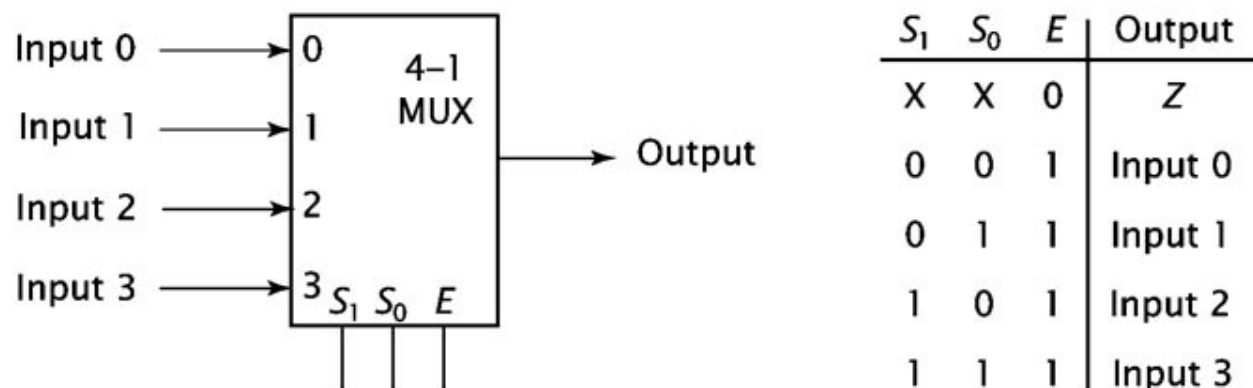 Input 0
0
4–1
MUX
Input 1
1
Output
Input 2
2
Input 3
3
S₁ S₀ E
S₁ S₀ E Output
X X 0 Z
0 0 1 Input 0
0 1 1 Input 1
1 0 1 Input 2
1 1 1 Input 3